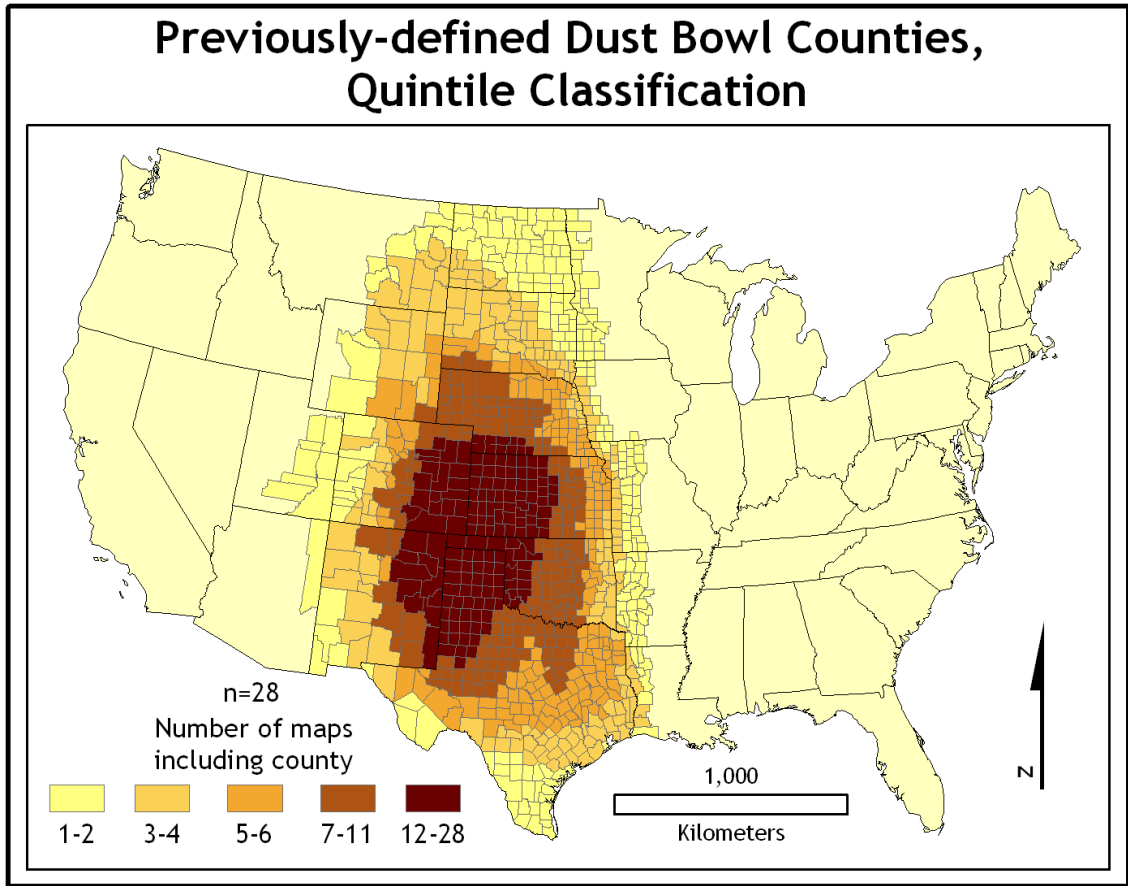 Previously-defined Dust Bowl Counties,
Quintile Classification
n=28
Number of maps
including county
1-2 3-4 5-6 7-11 12-28
1,000
Kilometers
N